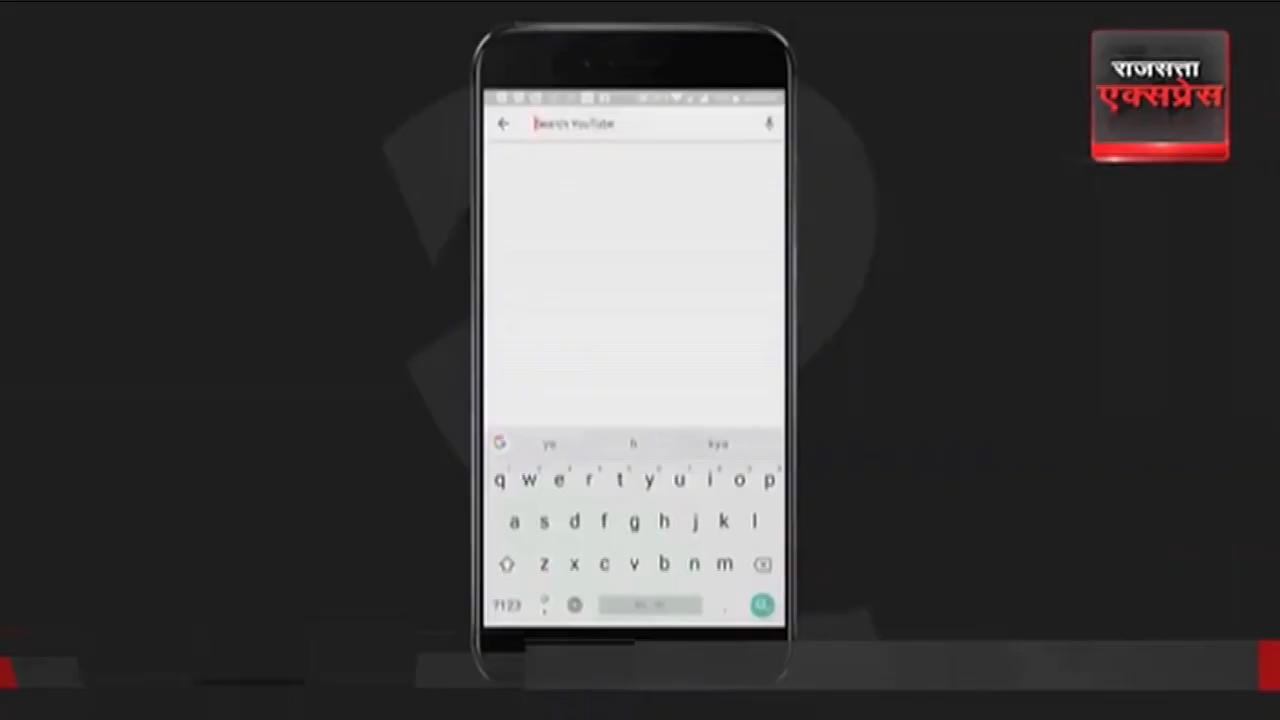 राजसत्ता
एक्सप्रेस
Search YouTube
ya h kya
q w e r t y u i o p
a s d f g h j k l
z x c v b n m
?123